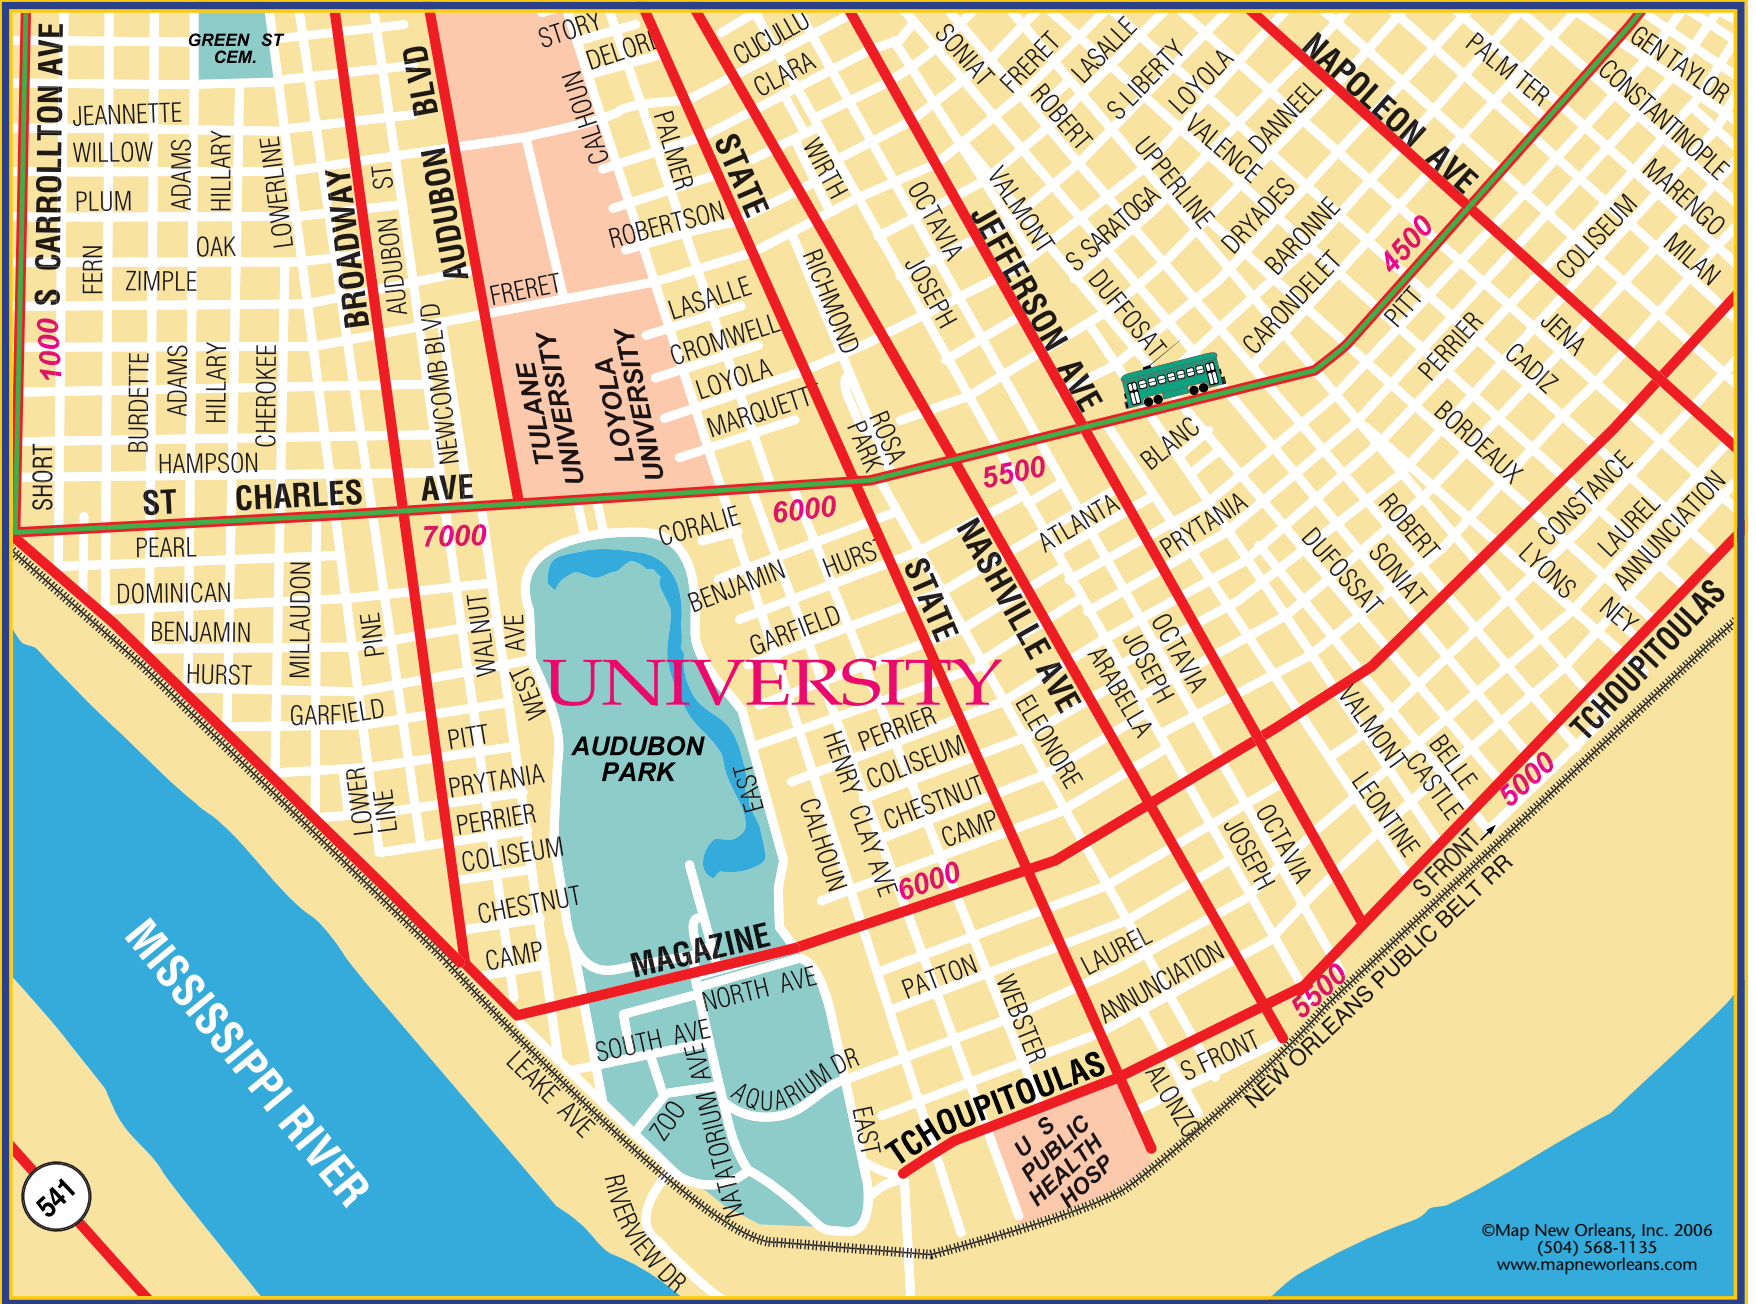 GREEN ST
CEM.
S CARROLLTON AVE
1000
JEANNETTE
WILLOW
PLUM
ADAMS
HILLARY
LOWERLINE
OAK
FERN
ZIMPLE
BURDETTE
ADAMS
HILLARY
CHEROKEE
SHORT
HAMPSON
BROADWAY
AUDUBON ST
AUDUBON BLVD
NEWCOMB BLVD
FRERET
TULANE
UNIVERSITY
LOYOLA
UNIVERSITY
STORY
DELORD
CALHOUN
PALMER
ROBERTSON
LASALLE
CROMWELL
LOYOLA
MARQUETT
CUCULLU
CLARA
STATE
WIRTH
RICHMOND
OCTAVIA
JOSEPH
ROSA
PARK
SONIAT
FRERET
LASALLE
ROBERT
S LIBERTY
LOYOLA
VALENCE
DANNEEL
UPPERLINE
VALMONT
S SARATOGA
DRYADES
BARONNE
DUFFOSAT
CARONDELET
JEFFERSON AVE
NAPOLEON AVE
PALM TER
GEN TAYLOR
CONSTANTINOPLE
MARENGO
MILAN
COLISEUM
4500
PITT
PERRIER
JENA
CADIZ
BORDEAUX
ST CHARLES AVE
7000
6000
5500
BLANC
ATLANTA
PRYTANIA
DUFOSSAT
ROBERT
SONIAT
CONSTANCE
LAUREL
ANNUNCIATION
LYONS
NEY
PEARL
DOMINICAN
BENJAMIN
HURST
MILLAUDON
GARFIELD
PINE
LOWER
LINE
WALNUT
WEST AVE
PITT
PRYTANIA
PERRIER
COLISEUM
CHESTNUT
CAMP
CORALIE
BENJAMIN
HURST
GARFIELD
UNIVERSITY
AUDUBON
PARK
EAST
STATE
NASHVILLE AVE
PERRIER
COLISEUM
CHESTNUT
CAMP
HENRY CLAY AVE
CALHOUN
ELEONORE
ARABELLA
JOSEPH
OCTAVIA
6000
MAGAZINE
VALMONT
BELLE
CASTLE
LEONTINE
JOSEPH
OCTAVIA
TCHOUPITOULAS
5000
S FRONT
NEW ORLEANS PUBLIC BELT RR
5500
NORTH AVE
SOUTH AVE
NATATORIUM AVE
AQUARIUM DR
ZOO
EAST
PATTON
WEBSTER
LAUREL
ANNUNCIATION
TCHOUPITOULAS
S FRONT
ALONZO
U S
PUBLIC
HEALTH
HOSP
LEAKE AVE
RIVERVIEW DR
MISSISSIPPI RIVER
541
©Map New Orleans, Inc. 2006
(504) 568-1135
www.mapneworleans.com